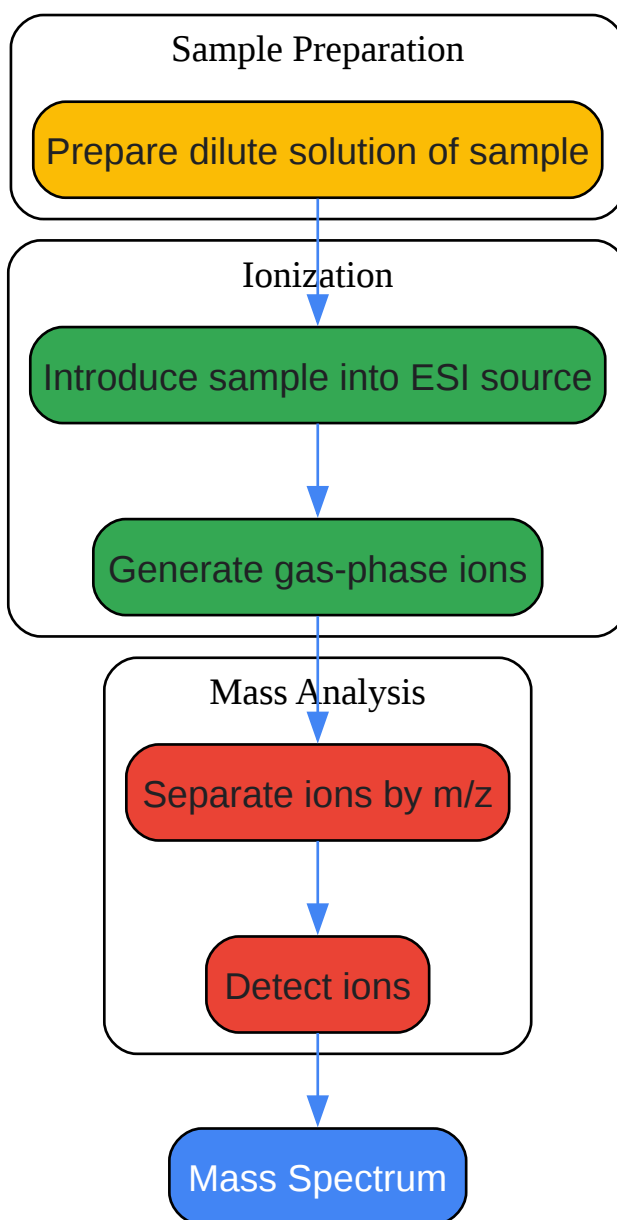 Sample Preparation
Prepare dilute solution of sample
Ionization
Introduce sample into ESI source
Generate gas-phase ions
Mass Analysis
Separate ions by m/z
Detect ions
Mass Spectrum